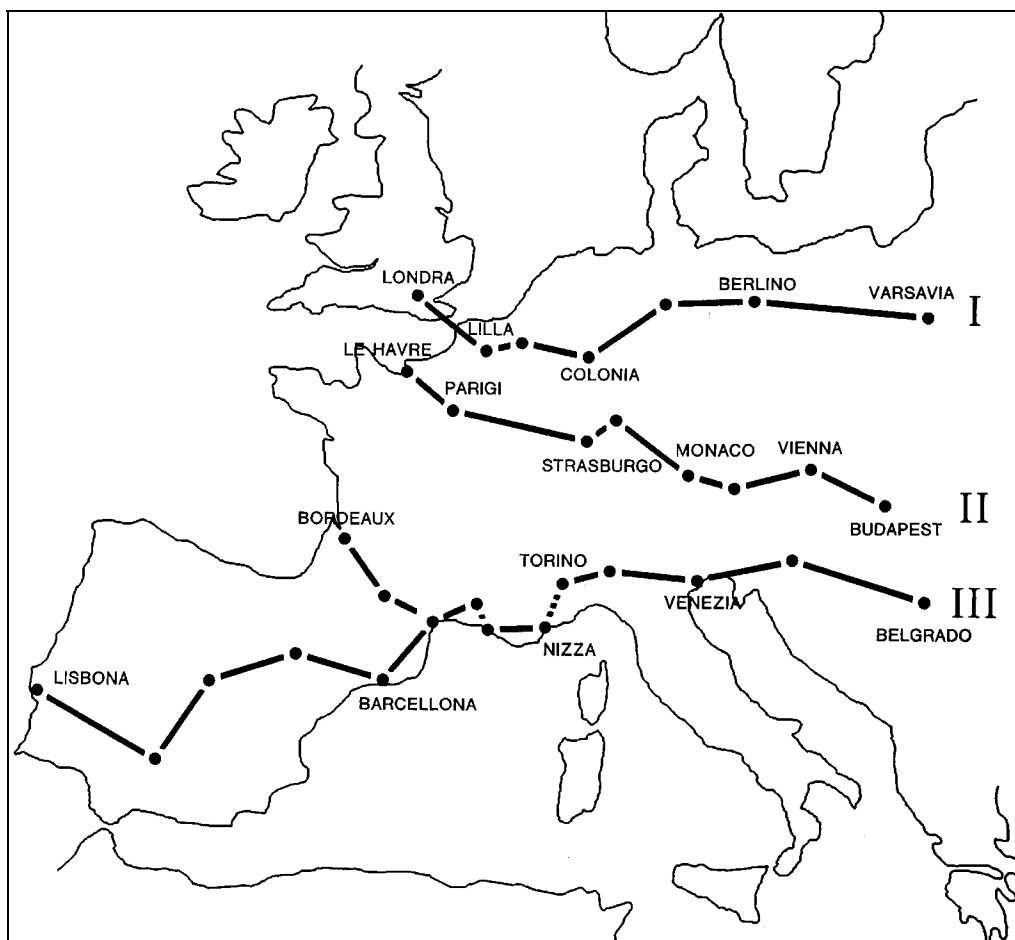 LONDRA
BERLINO
VARSAVIA
I
LILLA
LE HAVRE
COLONIA
PARIGI
STRASBURGO
MONACO
VIENNA
BUDAPEST
II
BORDEAUX
TORINO
VENEZIA
III
BELGRADO
NIZZA
LISBONA
BARCELLONA